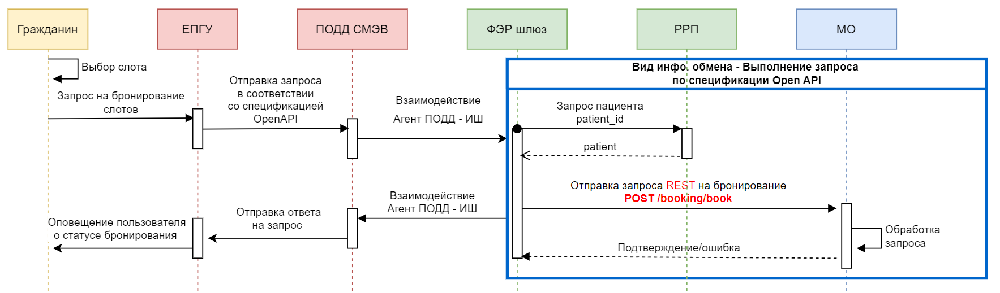 Гражданин
ЕПГУ
ПОДД СМЭВ
ФЭР шлюз
РРП
МО
Выбор слота
Вид инфо. обмена - Выполнение запроса
по спецификации Open API
Запрос на бронирование
слотов
Отправка запроса
в соответствии
со спецификацией
OpenAPI
Взаимодействие
Агент ПОДД - ИШ
Запрос пациента
patient_id
patient
Отправка запроса REST на бронирование
POST /booking/book
Взаимодействие
Агент ПОДД - ИШ
Отправка ответа
на запрос
Оповещение пользователя
о статусе бронирования
Обработка
запроса
Подтверждение/ошибка